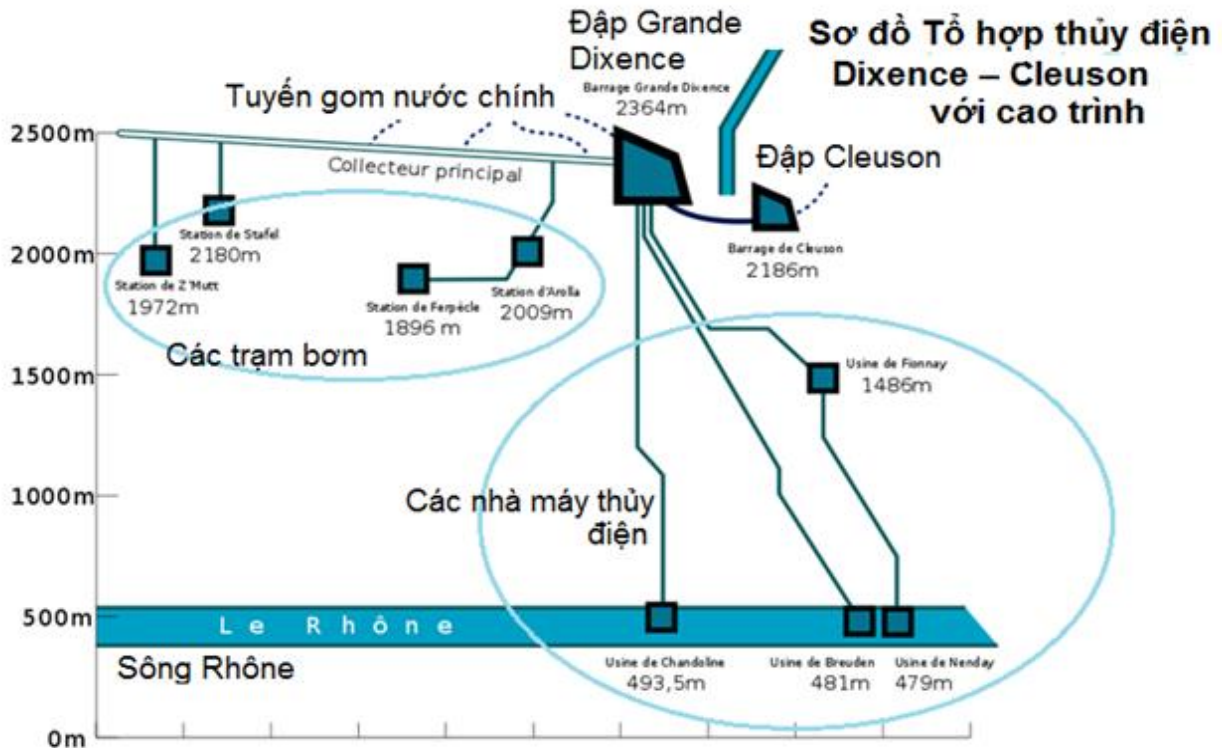 Sơ đồ Tổ hợp thủy điện
Dixence – Cleuson
với cao trình
Đập Grande
Dixence
Barrage Grande Dixence
2364m
Tuyến gom nước chính
Collecteur principal
Đập Cleuson
Barrage de Cleuson
2186m
2500m
2000m
1500m
1000m
500m
0m
Station de Stafel
2180m
Station de Z'Mutt
1972m
Station de Ferpècle
1896 m
Station d'Arolla
2009m
Các trạm bơm
Usine de Fionnay
1486m
Các nhà máy thủy
điện
Le Rhône
Sông Rhône
Usine de Chandoline
493,5m
Usine de Breuden
481m
Usine de Nenday
479m